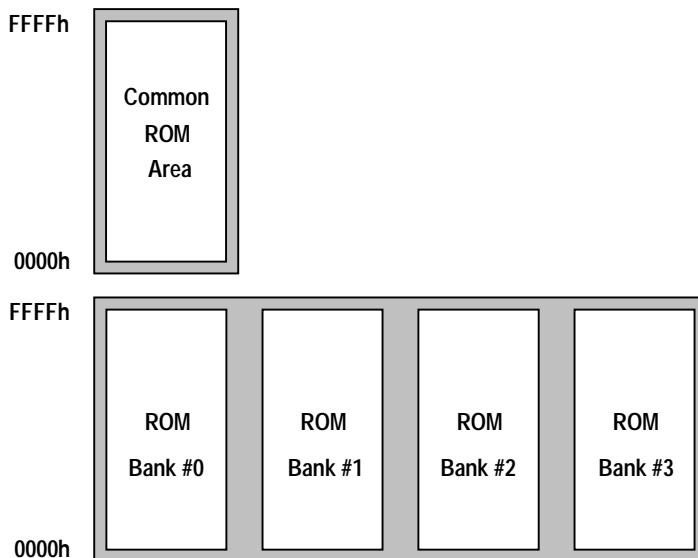 FFFFh
Common
ROM
Area
0000h
FFFFh
ROM
Bank #0
ROM
Bank #1
ROM
Bank #2
ROM
Bank #3
0000h